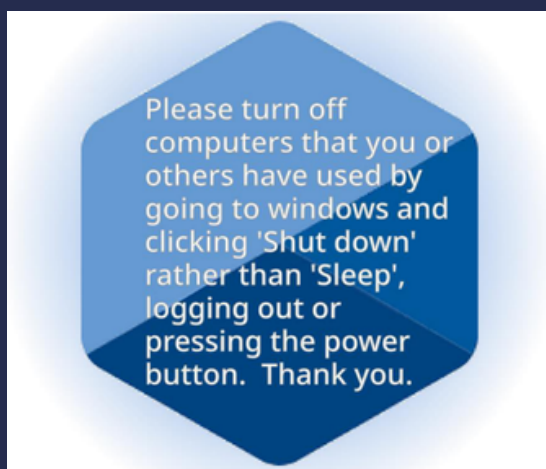 Please turn off
computers that you or
others have used by
going to windows and
clicking 'Shut down'
rather than 'Sleep',
logging out or
pressing the power
button.  Thank you.